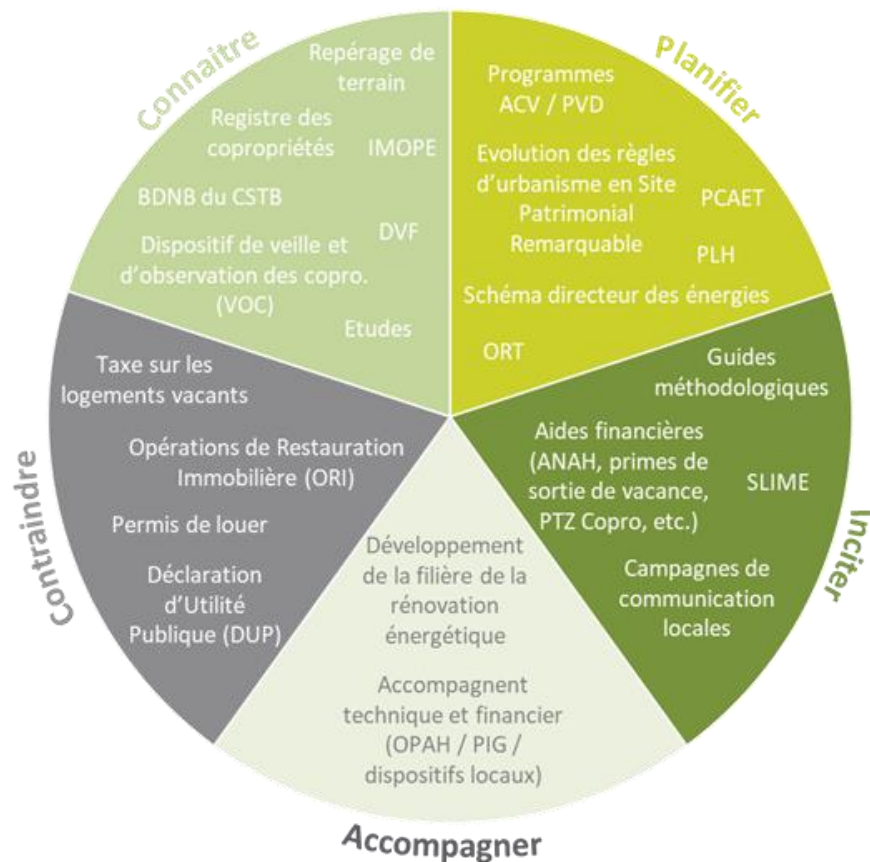 Connaitre
Repérage de
terrain
Registre des
copropriétés
IMOPE
BDNB du CSTB
DVF
Dispositif de veille et
d'observation des copro.
(VOC)
Etudes
Planifier
Programmes
ACV / PVD
Evolution des règles
d'urbanisme en Site
Patrimonial
Remarquable
PCAET
PLH
Schéma directeur des énergies
ORT
Inciter
Guides
méthodologiques
Aides financières
(ANAH, primes de
sortie de vacance,
PTZ Copro, etc.)
SLIME
Campagnes de
communication
locales
Accompagner
Développement
de la filière de la
rénovation
énergétique
Accompagnent
technique et financier
(OPAH / PIG /
dispositifs locaux)
Contraindre
Taxe sur les
logements vacants
Opérations de Restauration
Immobilière (ORI)
Permis de louer
Déclaration
d'Utilité
Publique (DUP)